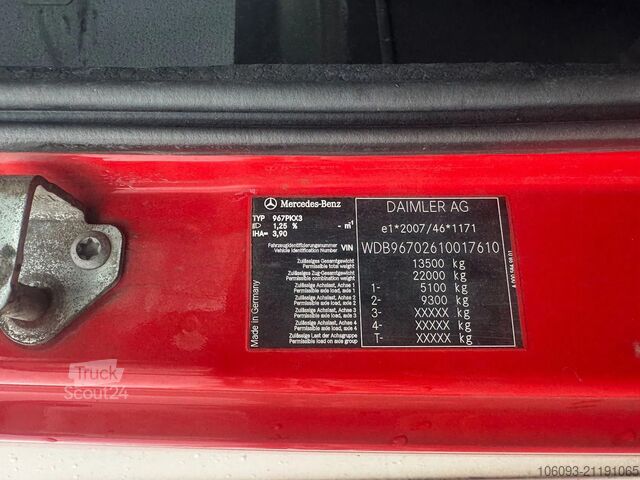 Mercedes-Benz
TYP 967PKX3
1,25 % - m¹
IHA= 3,90
DAIMLER AG
e1*2007/46*1171
Fahrzeugidentifizierungsnummer
Vehicle Identification Number VIN WDB96702610017610
Zulässiges Gesamtgewicht
Permissible total weight 13500 kg
Zulässiges Zug-Gesamtgewicht
Permissible combination weight 22000 kg
Zulässige Achslast, Achse 1
Permissible axle load, axle 1 1- 5100 kg
Zulässige Achslast, Achse 2
Permissible axle load, axle 2 2- 9300 kg
Zulässige Achslast, Achse 3
Permissible axle load, axle 3 3- XXXXX kg
Zulässige Achslast, Achse 4
Permissible axle load, axle 4 4- XXXXX kg
Zulässige Last der Achsgruppe
Permissible load on axle group T- XXXXX kg
Made in Germany
Truck
Scout24
106093-21191065